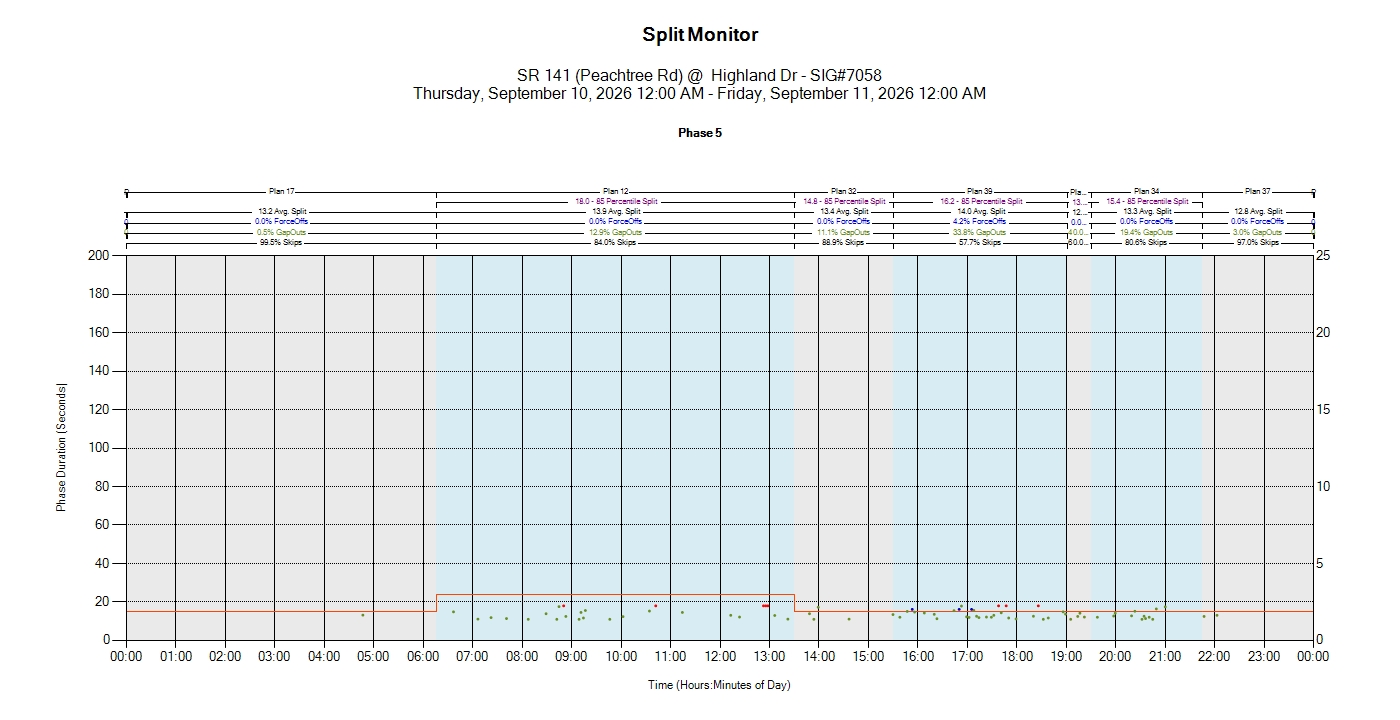 Split Monitor
SR 141 (Peachtree Rd) @ Highland Dr - SIG#7058
Thursday, September 10, 2026 12:00 AM - Friday, September 11, 2026 12:00 AM
Phase 5
Plan 17 Plan 12 Plan 32 Plan 39 Pla... Plan 34 Plan 37
18.0 - 85 Percentile Split 14.8 - 85 Percentile Split 16.2 - 85 Percentile Split 13... 15.4 - 85 Percentile Split
13.2 Avg. Split 13.9 Avg. Split 13.4 Avg. Split 14.0 Avg. Split 12... 13.3 Avg. Split 12.8 Avg. Split
0.0% ForceOffs 0.0% ForceOffs 0.0% ForceOffs 4.2% ForceOffs 0.0... 0.0% ForceOffs 0.0% ForceOffs
0.5% GapOuts 12.9% GapOuts 11.1% GapOuts 33.8% GapOuts 40.0... 19.4% GapOuts 3.0% GapOuts
99.5% Skips 84.0% Skips 88.9% Skips 57.7% Skips 60.0... 80.6% Skips 97.0% Skips
200 25
180
160 20
140
120 15
100
80 10
60
40 5
20
0 0
Phase Duration (Seconds)
00:00 01:00 02:00 03:00 04:00 05:00 06:00 07:00 08:00 09:00 10:00 11:00 12:00 13:00 14:00 15:00 16:00 17:00 18:00 19:00 20:00 21:00 22:00 23:00 00:00
Time (Hours:Minutes of Day)